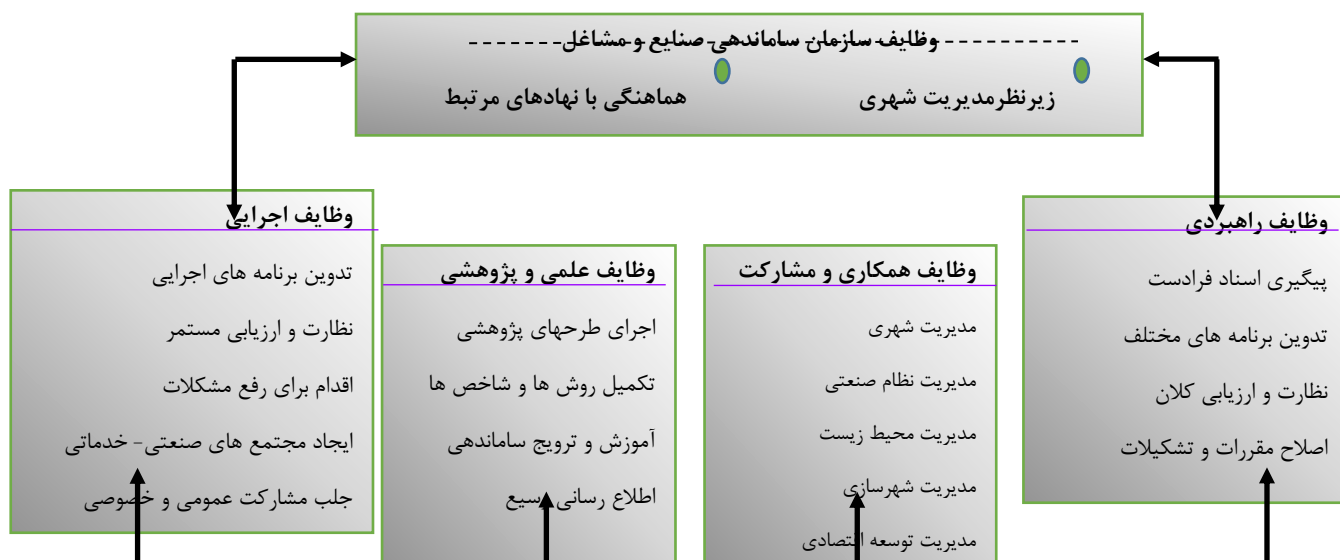 وظایف سازمان ساماندهی صنایع و مشاغل
زیرنظرمدیریت شهری
هماهنگی با نهادهای مرتبط
وظایف راهبردی
پیگیری اسناد فرادست
تدوین برنامه های مختلف
نظارت و ارزیابی کلان
اصلاح مقررات و تشکیلات
وظایف همکاری و مشارکت
مدیریت شهری
مدیریت نظام صنعتی
مدیریت محیط زیست
مدیریت شهرسازی
مدیریت توسعه اقتصادی
وظایف علمی و پژوهشی
اجرای طرحهای پژوهشی
تکمیل روش ها و شاخص ها
آموزش و ترویج ساماندهی
اطلاع رسانی وسیع
وظایف اجرایی
تدوین برنامه های اجرایی
نظارت و ارزیابی مستمر
اقدام برای رفع مشکلات
ایجاد مجتمع های صنعتی- خدماتی
جلب مشارکت عمومی و خصوصی